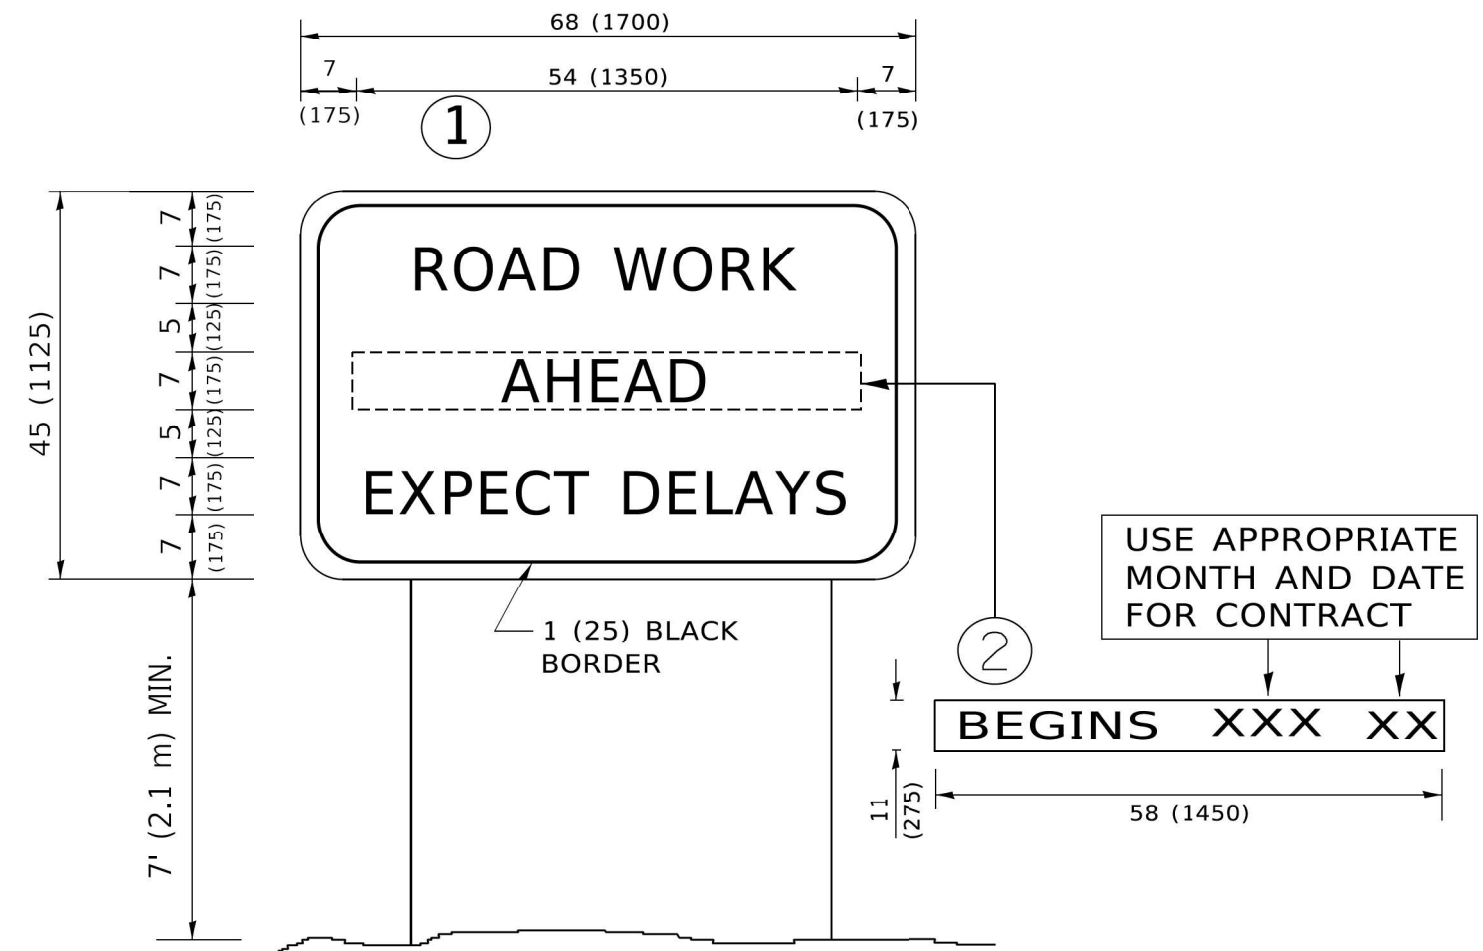 68 (1700)
7
54 (1350)
7
(175)
(175)
1
7
(175)
7
(175)
5
(125)
7
(175)
5
(125)
7
(175)
7
(175)
45 (1125)
ROAD WORK
AHEAD
EXPECT DELAYS
1 (25) BLACK
BORDER
7' (2.1 m) MIN.
2
USE APPROPRIATE
MONTH AND DATE
FOR CONTRACT
BEGINS XXX XX
11
(275)
58 (1450)